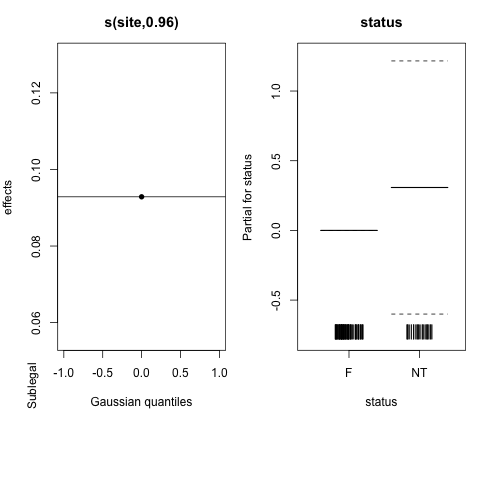 s(site,0.96)
effects
0.12
0.10
0.08
0.06
-1.0 -0.5 0.0 0.5 1.0
Gaussian quantiles
Sublegal
status
Partial for status
1.0
0.5
0.0
-0.5
F NT
status